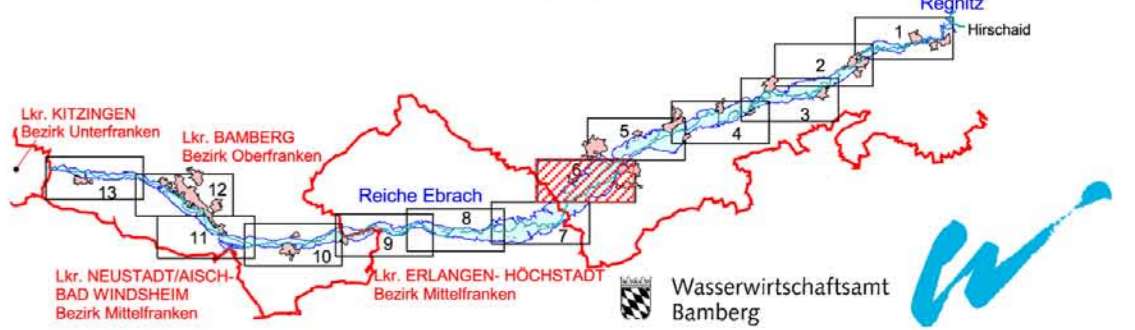 Regnitz
Hirschaid
1
2
3
4
5
6
7
8
9
10
11
12
13
Lkr. KITZINGEN
Bezirk Unterfranken
Lkr. BAMBERG
Bezirk Oberfranken
Reiche Ebrach
Lkr. NEUSTADT/AISCH-
BAD WINDSHEIM
Bezirk Mittelfranken
Lkr. ERLANGEN- HÖCHSTADT
Bezirk Mittelfranken
Wasserwirtschaftsamt
Bamberg